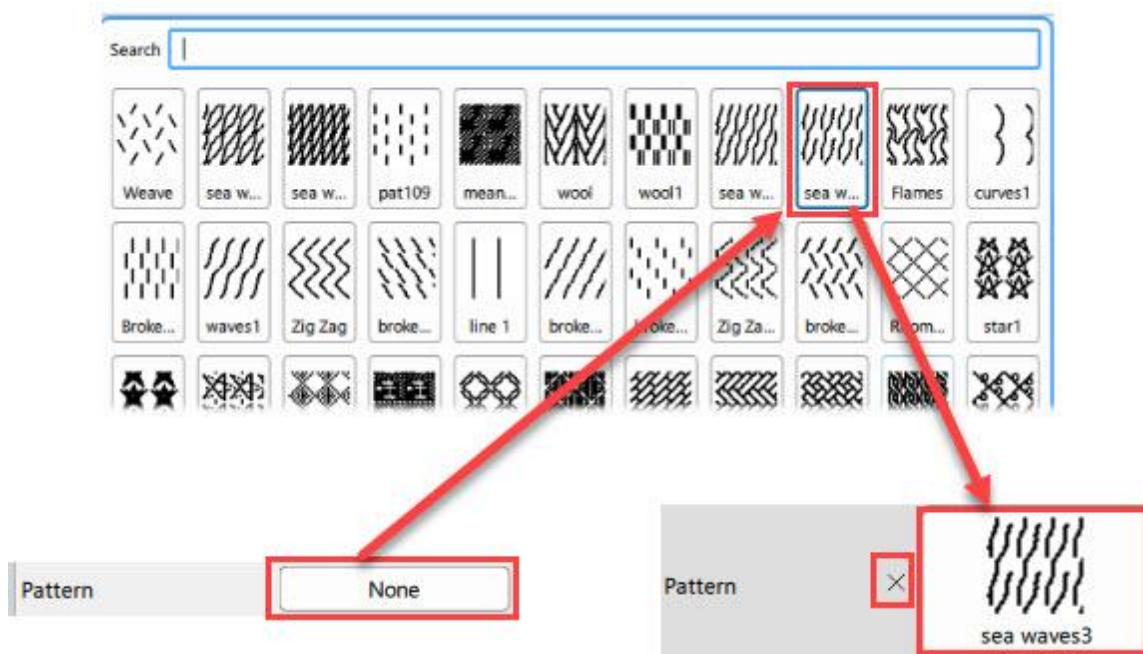 Search
Weave sea w... sea w... pat109 mean... wool wool1 sea w... sea w... Flames curves1
Broke... waves1 Zig Zag broke... line 1 broke... broke... Zig Za... broke... star1
Pattern None
Pattern
sea waves3